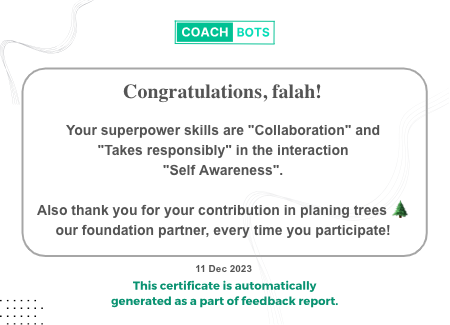 COACH BOTS
Congratulations, falah!
Your superpower skills are "Collaboration" and
"Takes responsibly" in the interaction
"Self Awareness".
Also thank you for your contribution in planing trees
our foundation partner, every time you participate!
11 Dec 2023
This certificate is automatically
generated as a part of feedback report.